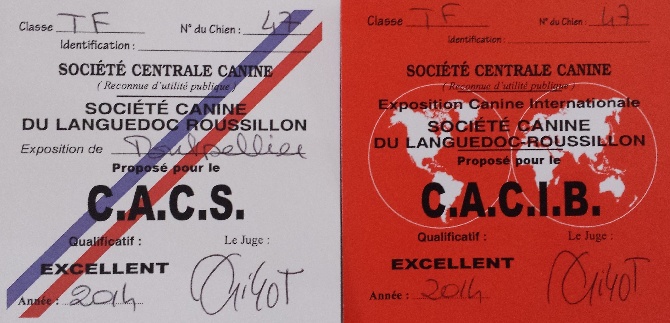 Classe TF N° du Chien : 47
Identification :
SOCIÉTÉ CENTRALE CANINE
( Reconnue d'utilité publique )
SOCIÉTÉ CANINE
DU LANGUEDOC ROUSSILLON
Exposition de Montpellier
Proposé pour le
C.A.C.S.
Qualificatif : Le Juge :
EXCELLENT
Année : 2014
Classe TF N° du Chien : 47
Identification :
SOCIÉTÉ CENTRALE CANINE
( Reconnue d'utilité publique )
Exposition Canine Internationale
SOCIÉTÉ CANINE
DU LANGUEDOC-ROUSSILLON
Proposé pour le
C.A.C.I.B.
Qualificatif : Le Juge :
EXCELLENT
Année : 2014